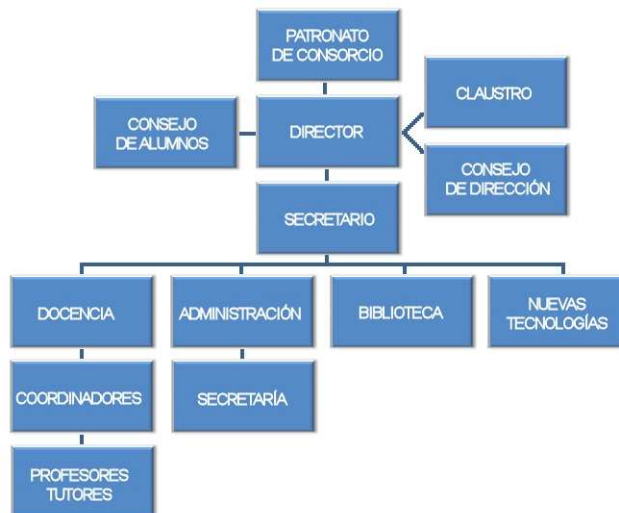 PATRONATO
DE CONSORCIO
CLAUSTRO
CONSEJO
DE ALUMNOS
DIRECTOR
CONSEJO
DE DIRECCIÓN
SECRETARIO
DOCENCIA
ADMINISTRACIÓN
BIBLIOTECA
NUEVAS
TECNOLOGÍAS
COORDINADORES
SECRETARÍA
PROFESORES
TUTORES